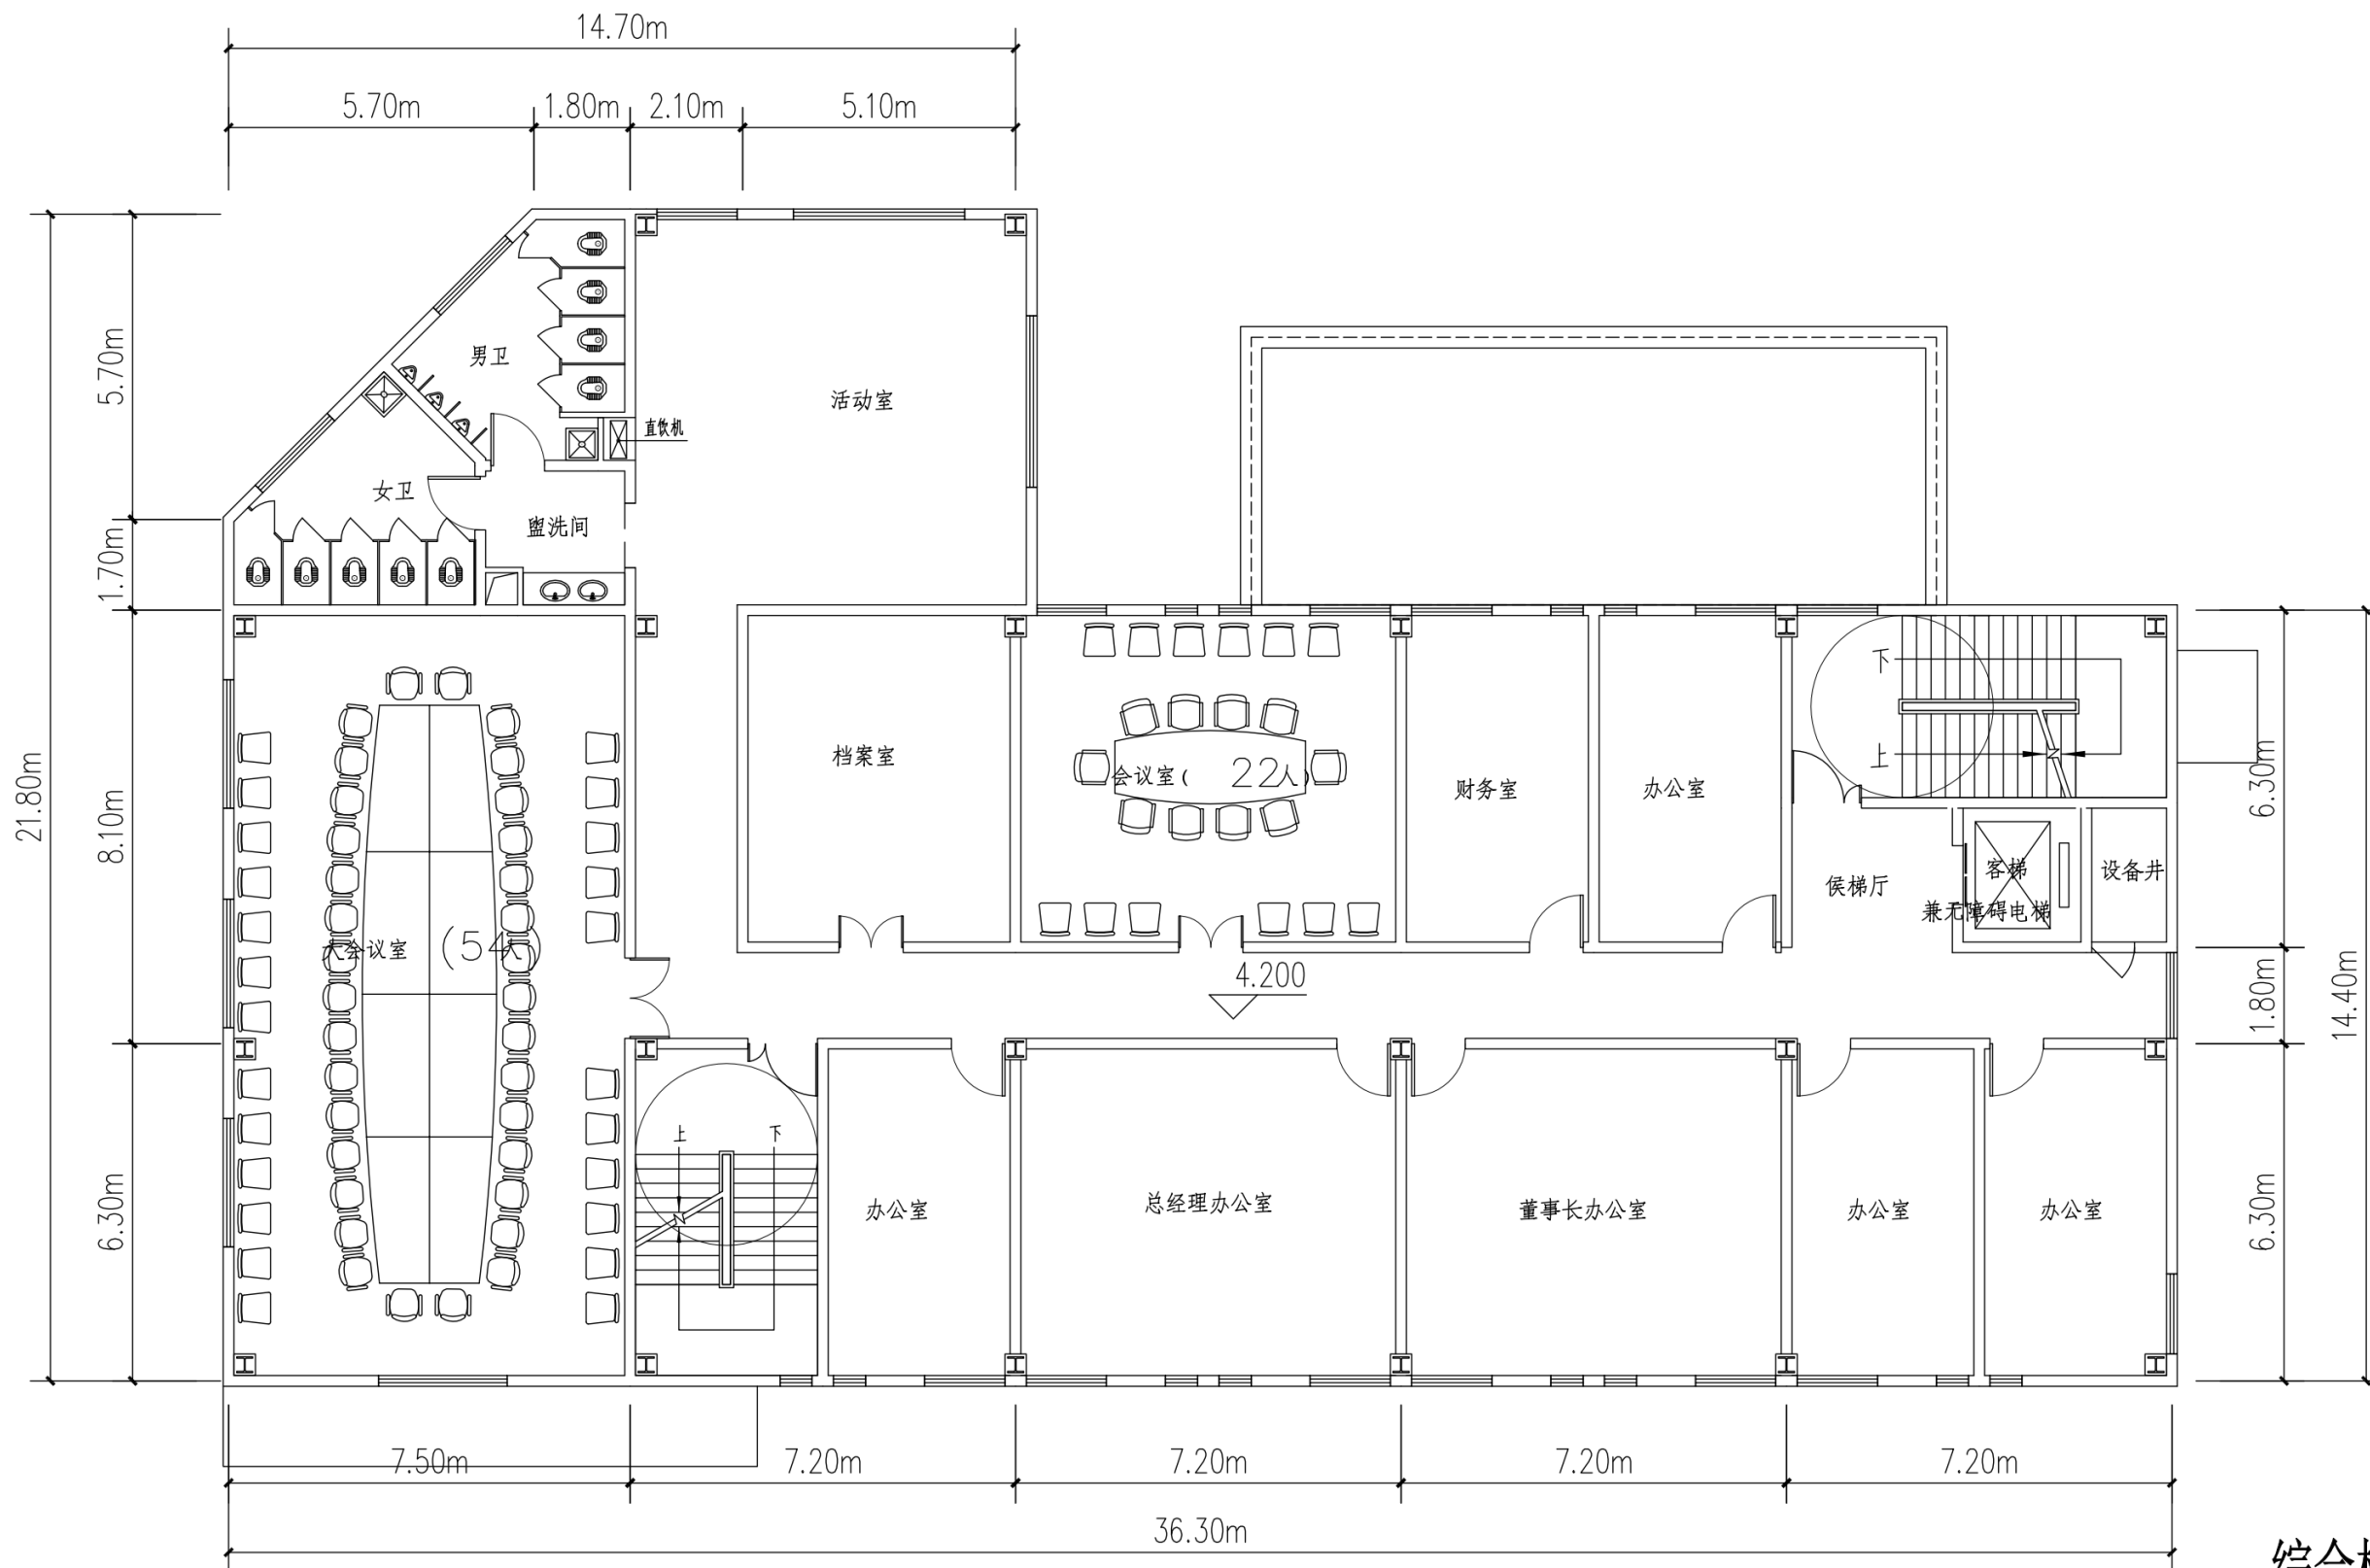 14.70m
5.70m
1.80m
2.10m
5.10m
21.80m
5.70m
1.70m
8.10m
6.30m
男卫
女卫
盥洗间
直饮机
活动室
档案室
会议室( 22人)
财务室
办公室
下
上
侯梯厅
客梯
兼无障碍电梯
设备井
大会议室 (54人)
4.200
6.30m
1.80m
6.30m
14.40m
上
下
办公室
总经理办公室
董事长办公室
办公室
办公室
7.50m
7.20m
7.20m
7.20m
7.20m
36.30m
综合